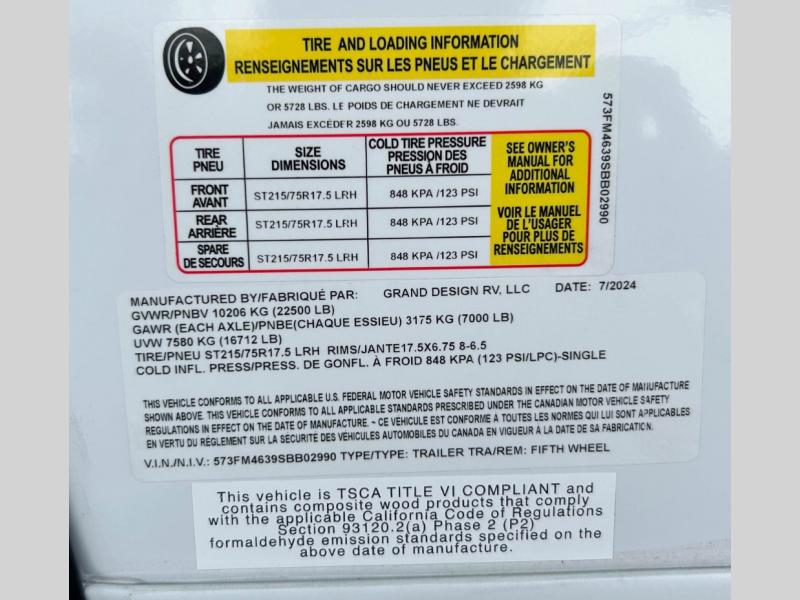 TIRE AND LOADING INFORMATION
RENSEIGNEMENTS SUR LES PNEUS ET LE CHARGEMENT
THE WEIGHT OF CARGO SHOULD NEVER EXCEED 2598 KG
OR 5728 LBS. LE POIDS DE CHARGEMENT NE DEVRAIT
JAMAIS EXCÉDER 2598 KG OU 5728 LBS.
573FM4639SBB02990
TIRE PNEU
SIZE DIMENSIONS
COLD TIRE PRESSURE PRESSION DES PNEUS À FROID
FRONT AVANT ST215/75R17.5 LRH 848 KPA /123 PSI
REAR ARRIÈRE ST215/75R17.5 LRH 848 KPA /123 PSI
SPARE DE SECOURS ST215/75R17.5 LRH 848 KPA /123 PSI
SEE OWNER'S
MANUAL FOR
ADDITIONAL
INFORMATION
VOIR LE MANUEL
DE L'USAGER
POUR PLUS DE
RENSEIGNEMENTS
MANUFACTURED BY/FABRIQUÉ PAR: GRAND DESIGN RV, LLC DATE: 7/2024
GVWR/PNBV 10206 KG (22500 LB)
GAWR (EACH AXLE)/PNBE(CHAQUE ESSIEU) 3175 KG (7000 LB)
UVW 7580 KG (16712 LB)
TIRE/PNEU ST215/75R17.5 LRH RIMS/JANTE17.5X6.75 8-6.5
COLD INFL. PRESS/PRESS. DE GONFL. À FROID 848 KPA (123 PSI/LPC)-SINGLE
THIS VEHICLE CONFORMS TO ALL APPLICABLE U.S. FEDERAL MOTOR VEHICLE SAFETY STANDARDS IN EFFECT ON THE DATE OF MANUFACTURE
SHOWN ABOVE. THIS VEHICLE CONFORMS TO ALL APPLICABLE STANDARDS PRESCRIBED UNDER THE CANADIAN MOTOR VEHICLE SAFETY
REGULATIONS IN EFFECT ON THE DATE OF MANUFACTURE. - CE VÉHICULE EST CONFORME À TOUTES LES NORMES QUI LUI SONT APPLICABLES
EN VERTU DU RÈGLEMENT SUR LA SÉCURITÉ DES VÉHICULES AUTOMOBILES DU CANADA EN VIGUEUR A LA DATE DE SA FABRICATION.
V.I.N./N.I.V.: 573FM4639SBB02990 TYPE/TYPE: TRAILER TRA/REM: FIFTH WHEEL
This vehicle is TSCA TITLE VI COMPLIANT and
contains composite wood products that comply
with the applicable California Code of Regulations
Section 93120.2(a) Phase 2 (P2)
formaldehyde emission standards specified on the
above date of manufacture.